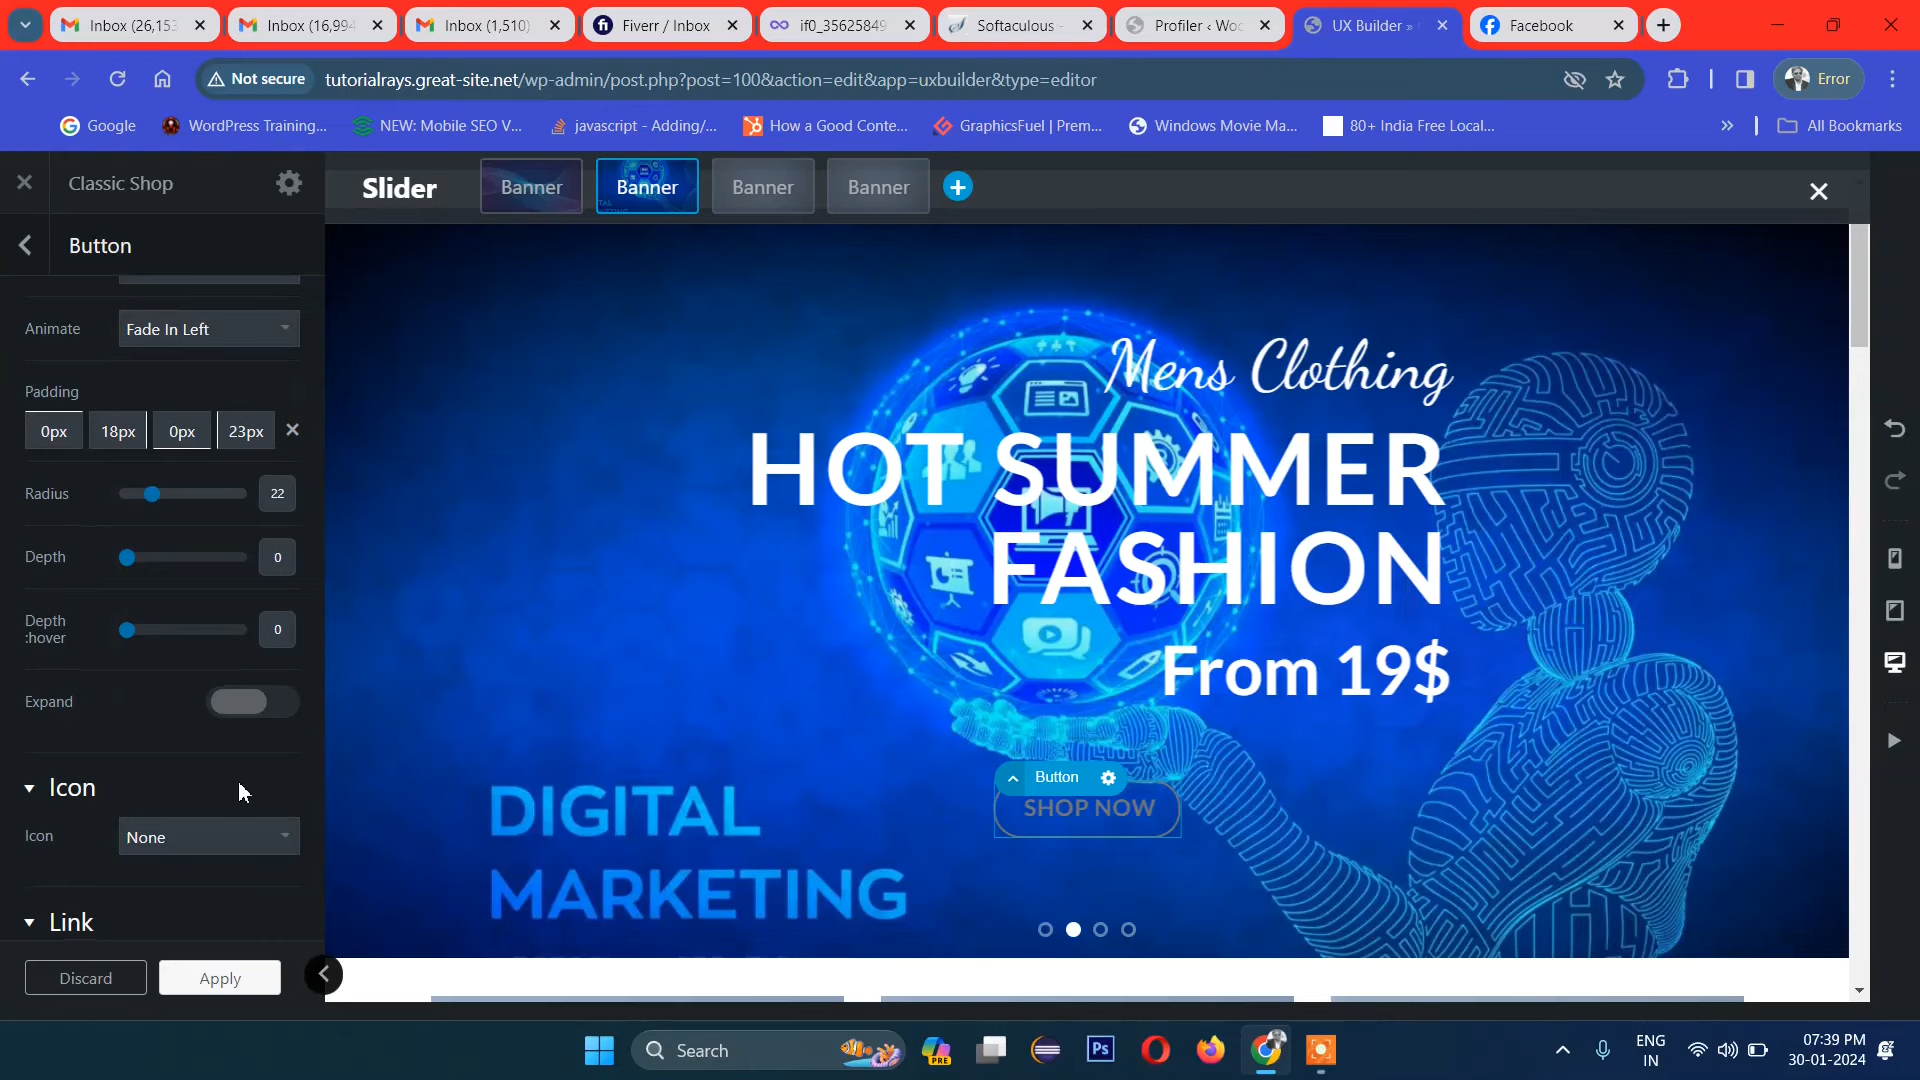 Inbox (26,153
Inbox (16,994
Inbox (1,510)
Fiverr / Inbox
if0_35625849
Softaculous -
Profiler ‹ Woo
UX Builder »
Facebook
Not secure
tutorialrays.great-site.net/wp-admin/post.php?post=100&action=edit&app=uxbuilder&type=editor
Error
Google
WordPress Training...
NEW: Mobile SEO V...
javascript - Adding/...
How a Good Conte...
GraphicsFuel | Prem...
Windows Movie Ma...
80+ India Free Local...
All Bookmarks
Classic Shop
Slider
Banner
Banner
Banner
Banner
Button
Animate
Fade In Left
Padding
0px
18px
0px
23px
Radius
22
Depth
0
Depth
:hover
0
Expand
Icon
Icon
None
Link
Discard
Apply
Mens Clothing
HOT SUMMER
FASHION
From 19$
Button
SHOP NOW
DIGITAL
MARKETING
Search
PRE
Ps
ENG
IN
07:39 PM
30-01-2024